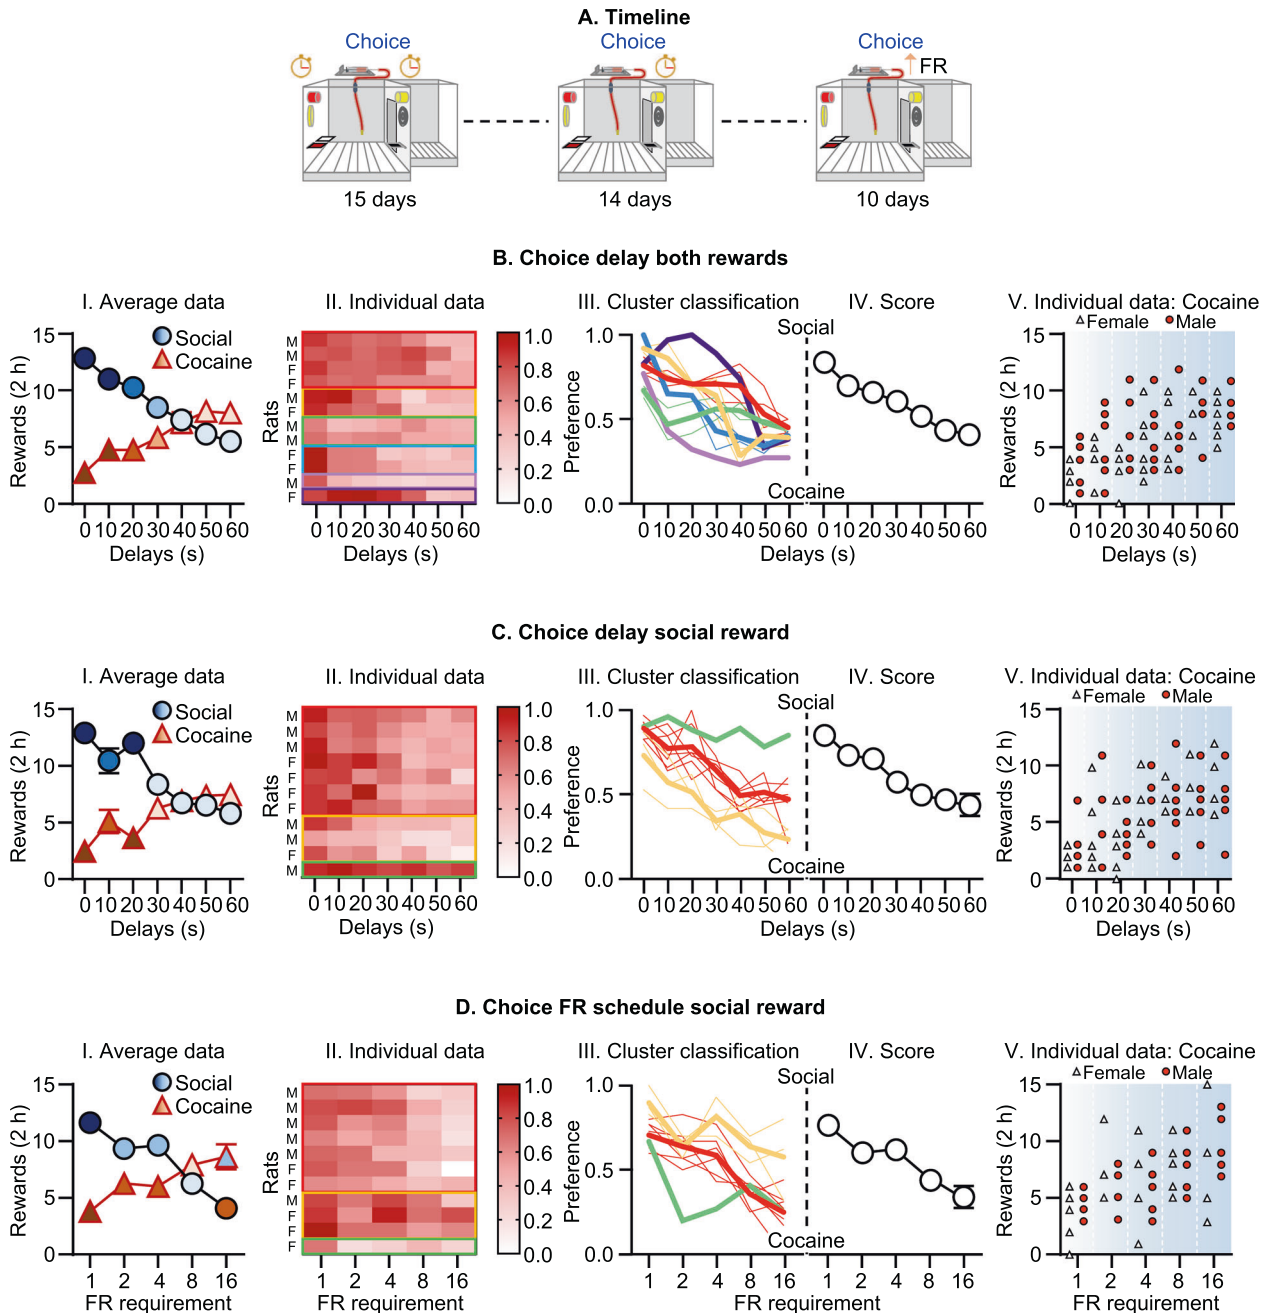 A. Timeline
Choice Choice Choice
FR
15 days 14 days 10 days
B. Choice delay both rewards
I. Average data II. Individual data III. Cluster classification IV. Score V. Individual data: Cocaine
Social
Cocaine
Rewards (2 h)
15
10
5
0
0 10 20 30 40 50 60
Delays (s)
Rats
M
M
F
F
M
F
M
M
F
F
M
F
0 10 20 30 40 50 60
Delays (s)
1.0
0.8
0.6
0.4
0.2
0.0
Preference
1.0
0.5
0.0
Social
Cocaine
0 10 20 30 40 50 60 0 10 20 30 40 50 60
Delays (s) Delays (s)
Female Male
Rewards (2 h)
15
10
5
0
0 10 20 30 40 50 60
Delays (s)
C. Choice delay social reward
I. Average data II. Individual data III. Cluster classification IV. Score V. Individual data: Cocaine
Social
Cocaine
Rewards (2 h)
15
10
5
0
0 10 20 30 40 50 60
Delays (s)
Rats
M
M
M
M
F
F
F
M
M
F
M
0 10 20 30 40 50 60
Delays (s)
1.0
0.8
0.6
0.4
0.2
0.0
Preference
1.0
0.5
0.0
Social
Cocaine
0 10 20 30 40 50 60 0 10 20 30 40 50 60
Delays (s) Delays (s)
Female Male
Rewards (2 h)
15
10
5
0
0 10 20 30 40 50 60
Delays (s)
D. Choice FR schedule social reward
I. Average data II. Individual data III. Cluster classification IV. Score V. Individual data: Cocaine
Social
Cocaine
Rewards (2 h)
15
10
5
0
1 2 4 8 16
FR requirement
Rats
M
M
M
M
M
F
F
M
F
F
F
1 2 4 8 16
FR requirement
1.0
0.8
0.6
0.4
0.2
0.0
Preference
1.0
0.5
0.0
Social
Cocaine
1 2 4 8 16 1 2 4 8 16
FR requirement FR requirement
Female Male
Rewards (2 h)
15
10
5
0
1 2 4 8 16
FR requirement